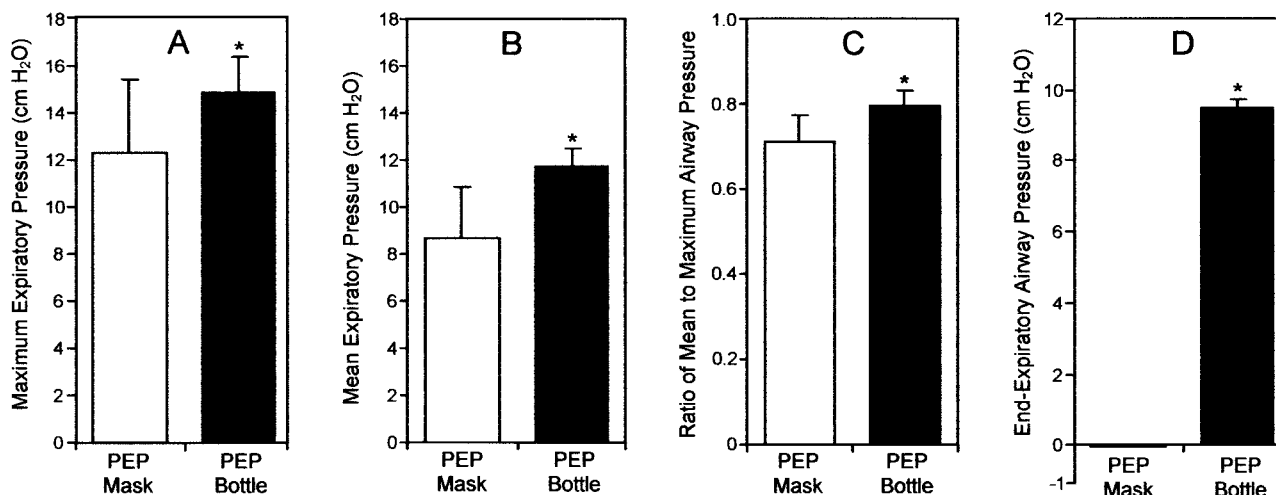 Maximum Expiratory Pressure (cm H₂O)
18
16
14
12
10
8
6
4
2
0
A
*
PEP
Mask
PEP
Bottle
Mean Expiratory Pressure (cm H₂O)
18
16
14
12
10
8
6
4
2
0
B
*
PEP
Mask
PEP
Bottle
Ratio of Mean to Maximum Airway Pressure
1.0
0.8
0.6
0.4
0.2
0
C
*
PEP
Mask
PEP
Bottle
End-Expiratory Airway Pressure (cm H₂O)
12
10
8
6
4
2
0
-1
D
*
PEP
Mask
PEP
Bottle